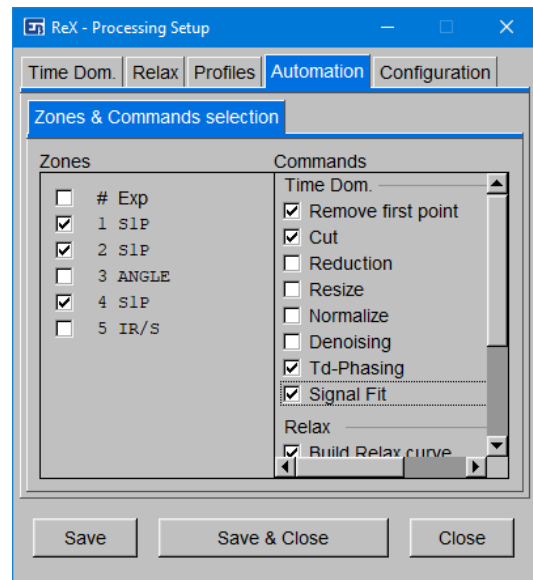 ReX - Processing Setup
Time Dom. Relax Profiles Automation Configuration
Zones & Commands selection
Zones
# Exp
1 S1P
2 S1P
3 ANGLE
4 S1P
5 IR/S
Commands
Time Dom.
Remove first point
Cut
Reduction
Resize
Normalize
Denoising
Td-Phasing
Signal Fit
Relax
Build Relax curve
Save Save & Close Close